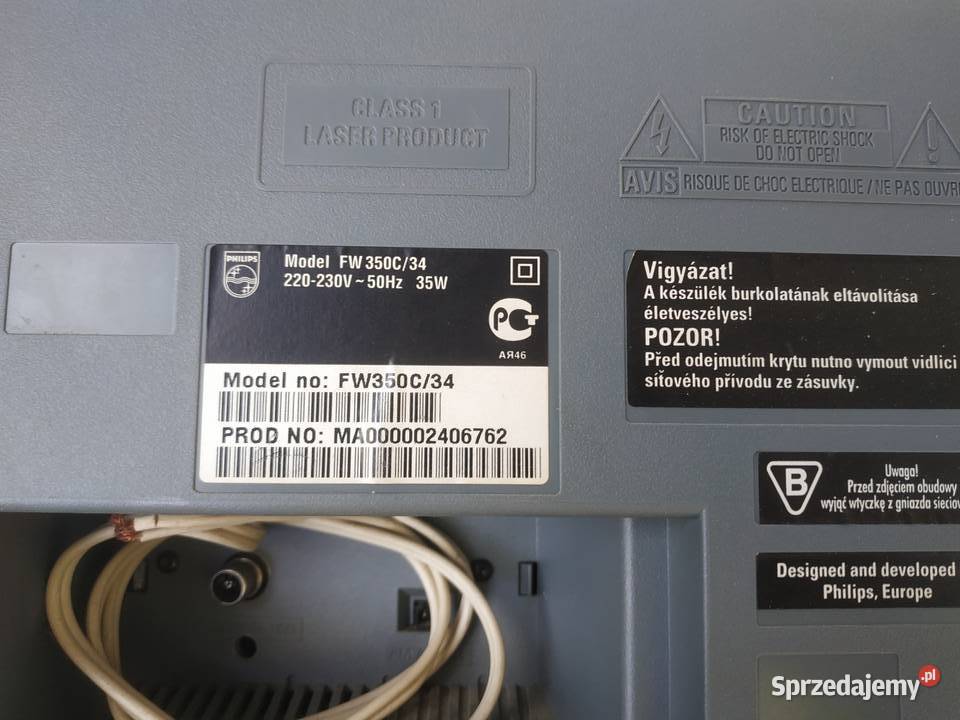 CLASS 1
LASER PRODUCT
CAUTION
RISK OF ELECTRIC SHOCK
DO NOT OPEN
AVIS RISQUE DE CHOC ELECTRIQUE / NE PAS OUVRI
PHILIPS
Model FW350C/34
220-230V ~ 50Hz 35W
PCT
АЯ46
Model no: FW350C/34
PROD NO: MA000002406762
Vigyázat!
A készülék burkolatának eltávolítása
életveszélyes!
POZOR!
Před odejmutím krytu nutno vymout vidlici
síťového přívodu ze zásuvky.
B
Uwaga!
Przed zdjęciem obudowy
wyjąć wtyczkę z gniazda sieciow
Designed and developed
Philips, Europe
Sprzedajemy.pl